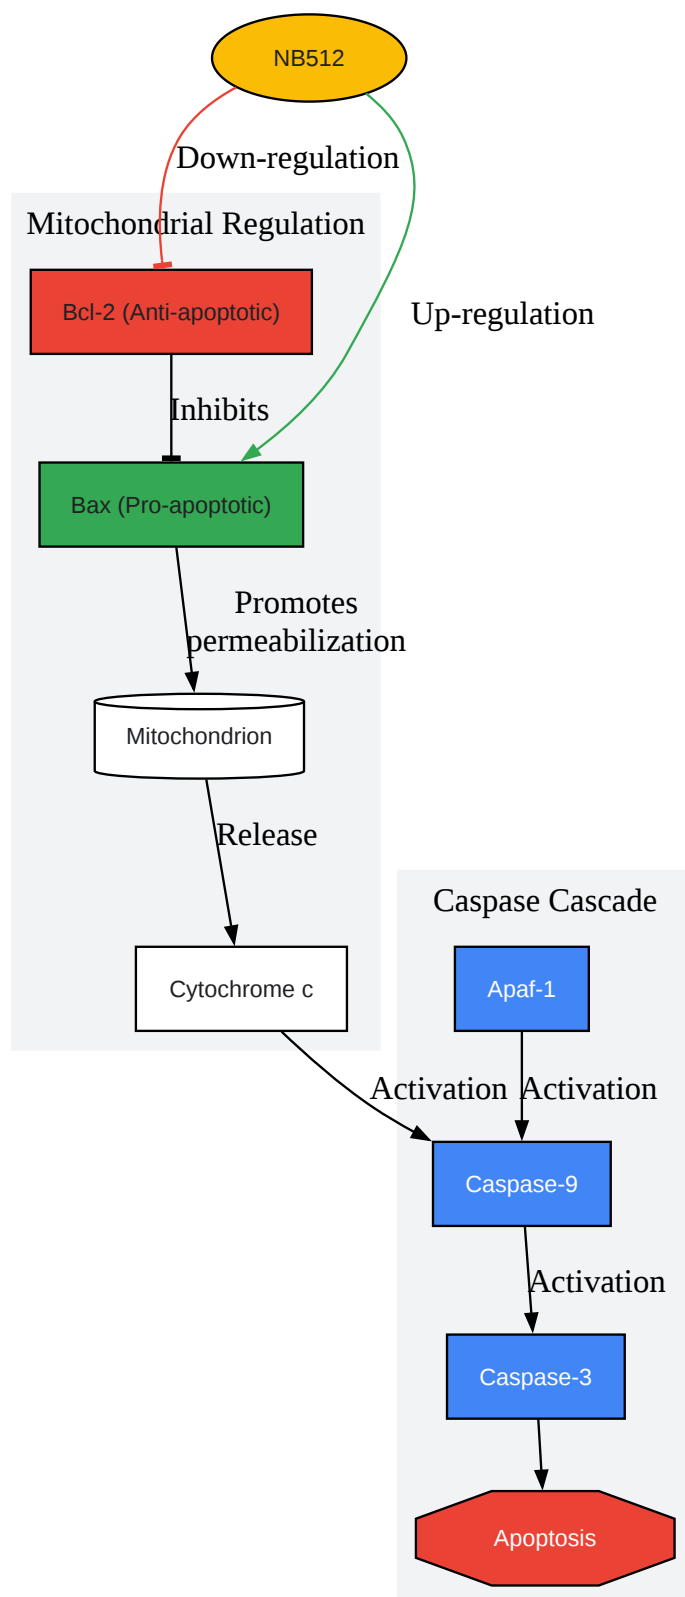 NB512
Down-regulation
Mitochondrial Regulation
Bcl-2 (Anti-apoptotic)
Up-regulation
Inhibits
Bax (Pro-apoptotic)
Promotes
permeabilization
Mitochondrion
Release
Caspase Cascade
Cytochrome c
Apaf-1
Activation
Activation
Caspase-9
Activation
Caspase-3
Apoptosis